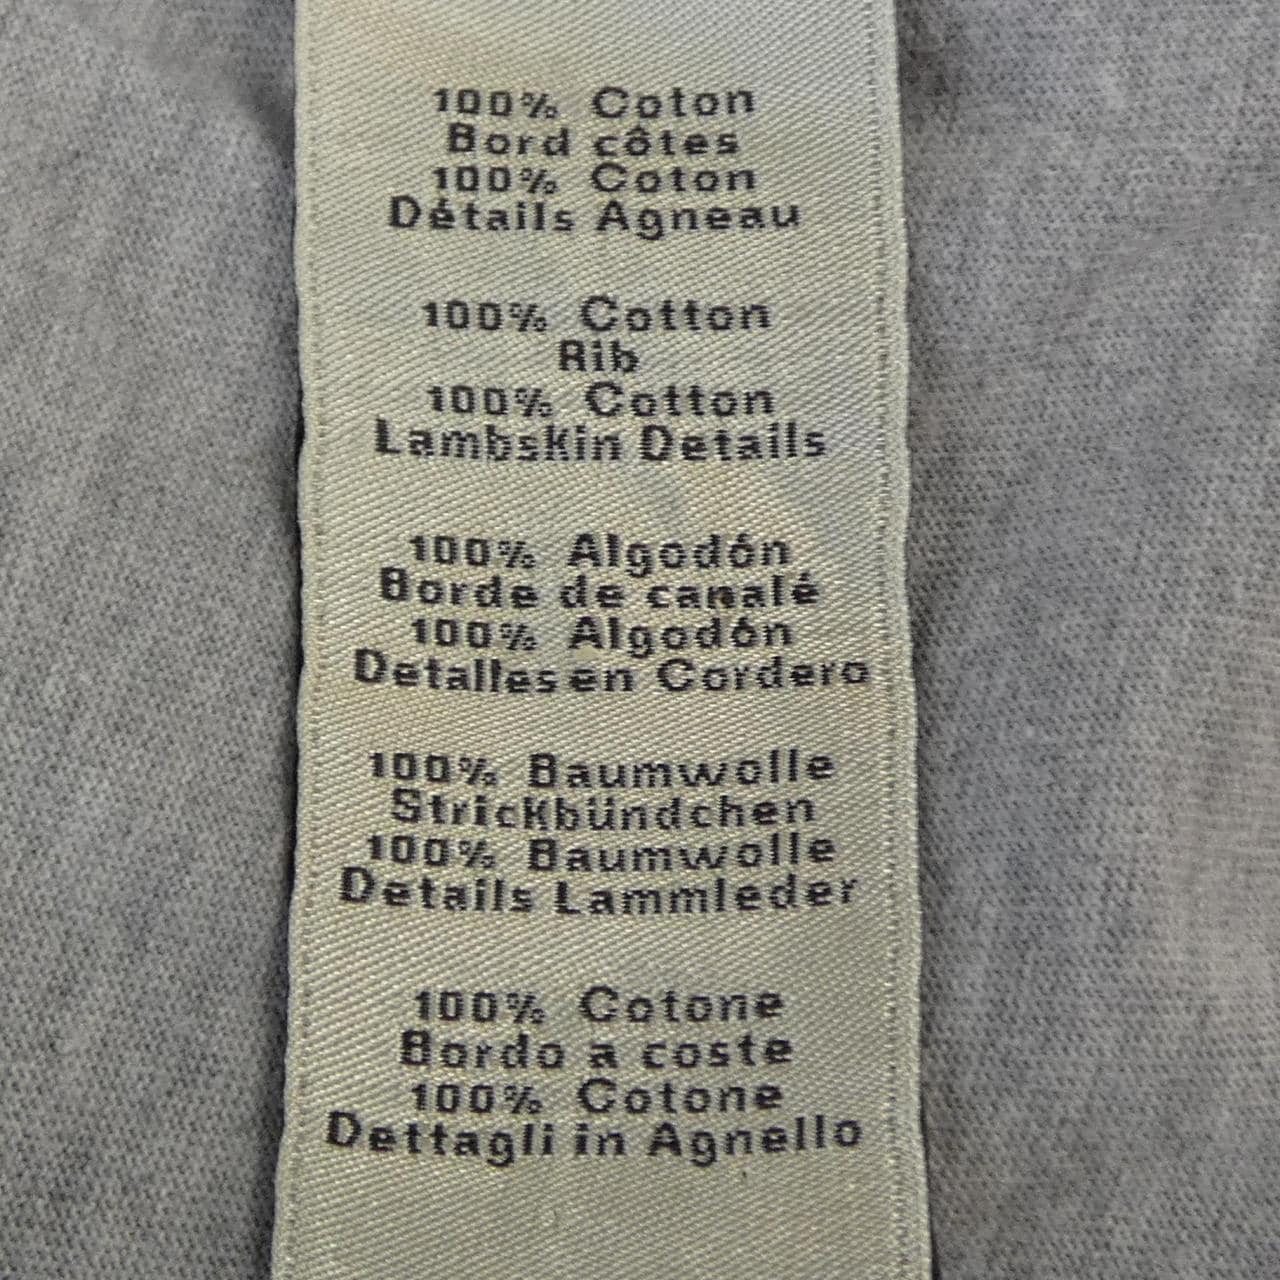 100% Coton
Bord côtes
100% Coton
Détails Agneau
100% Cotton
Rib
100% Cotton
Lambskin Details
100% Algodón
Borde de canalé
100% Algodón
Detalles en Cordero
100% Baumwolle
Strickbündchen
100% Baumwolle
Details Lammleder
100% Cotone
Bordo a coste
100% Cotone
Dettagli in Agnello